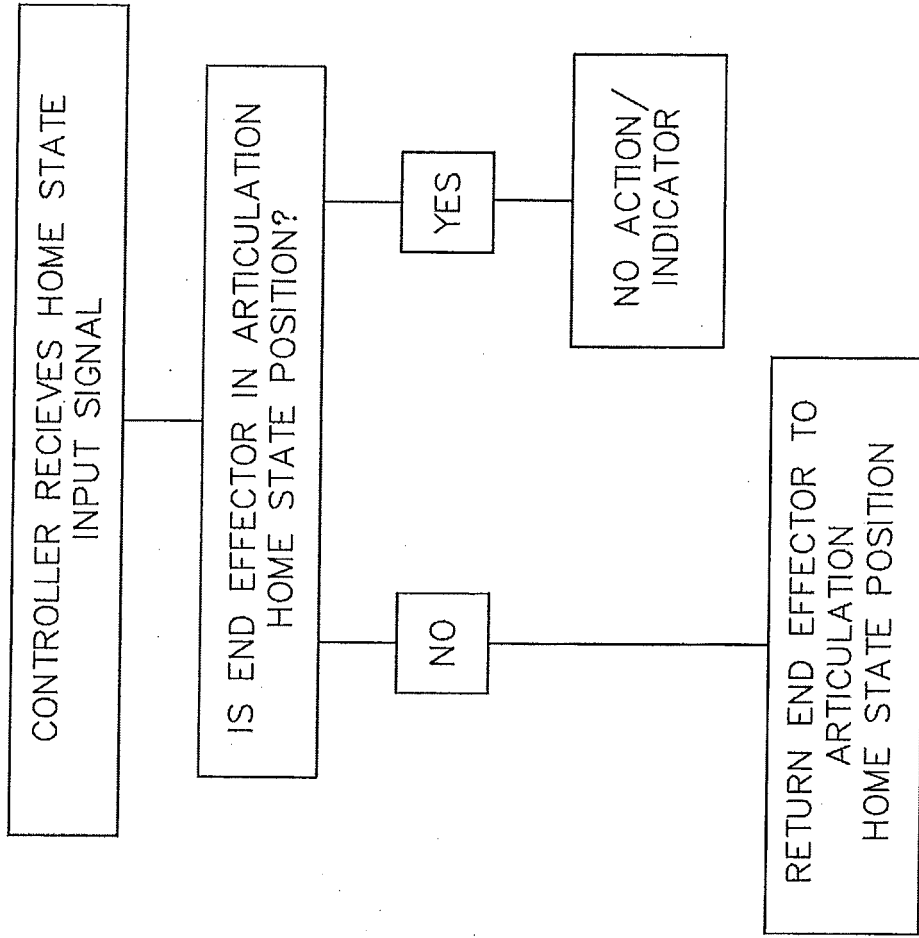 CONTROLLER RECIEVES HOME STATE
INPUT SIGNAL
IS END EFFECTOR IN ARTICULATION
HOME STATE POSITION?
NO
YES
NO ACTION/
INDICATOR
RETURN END EFFECTOR TO
ARTICULATION
HOME STATE POSITION